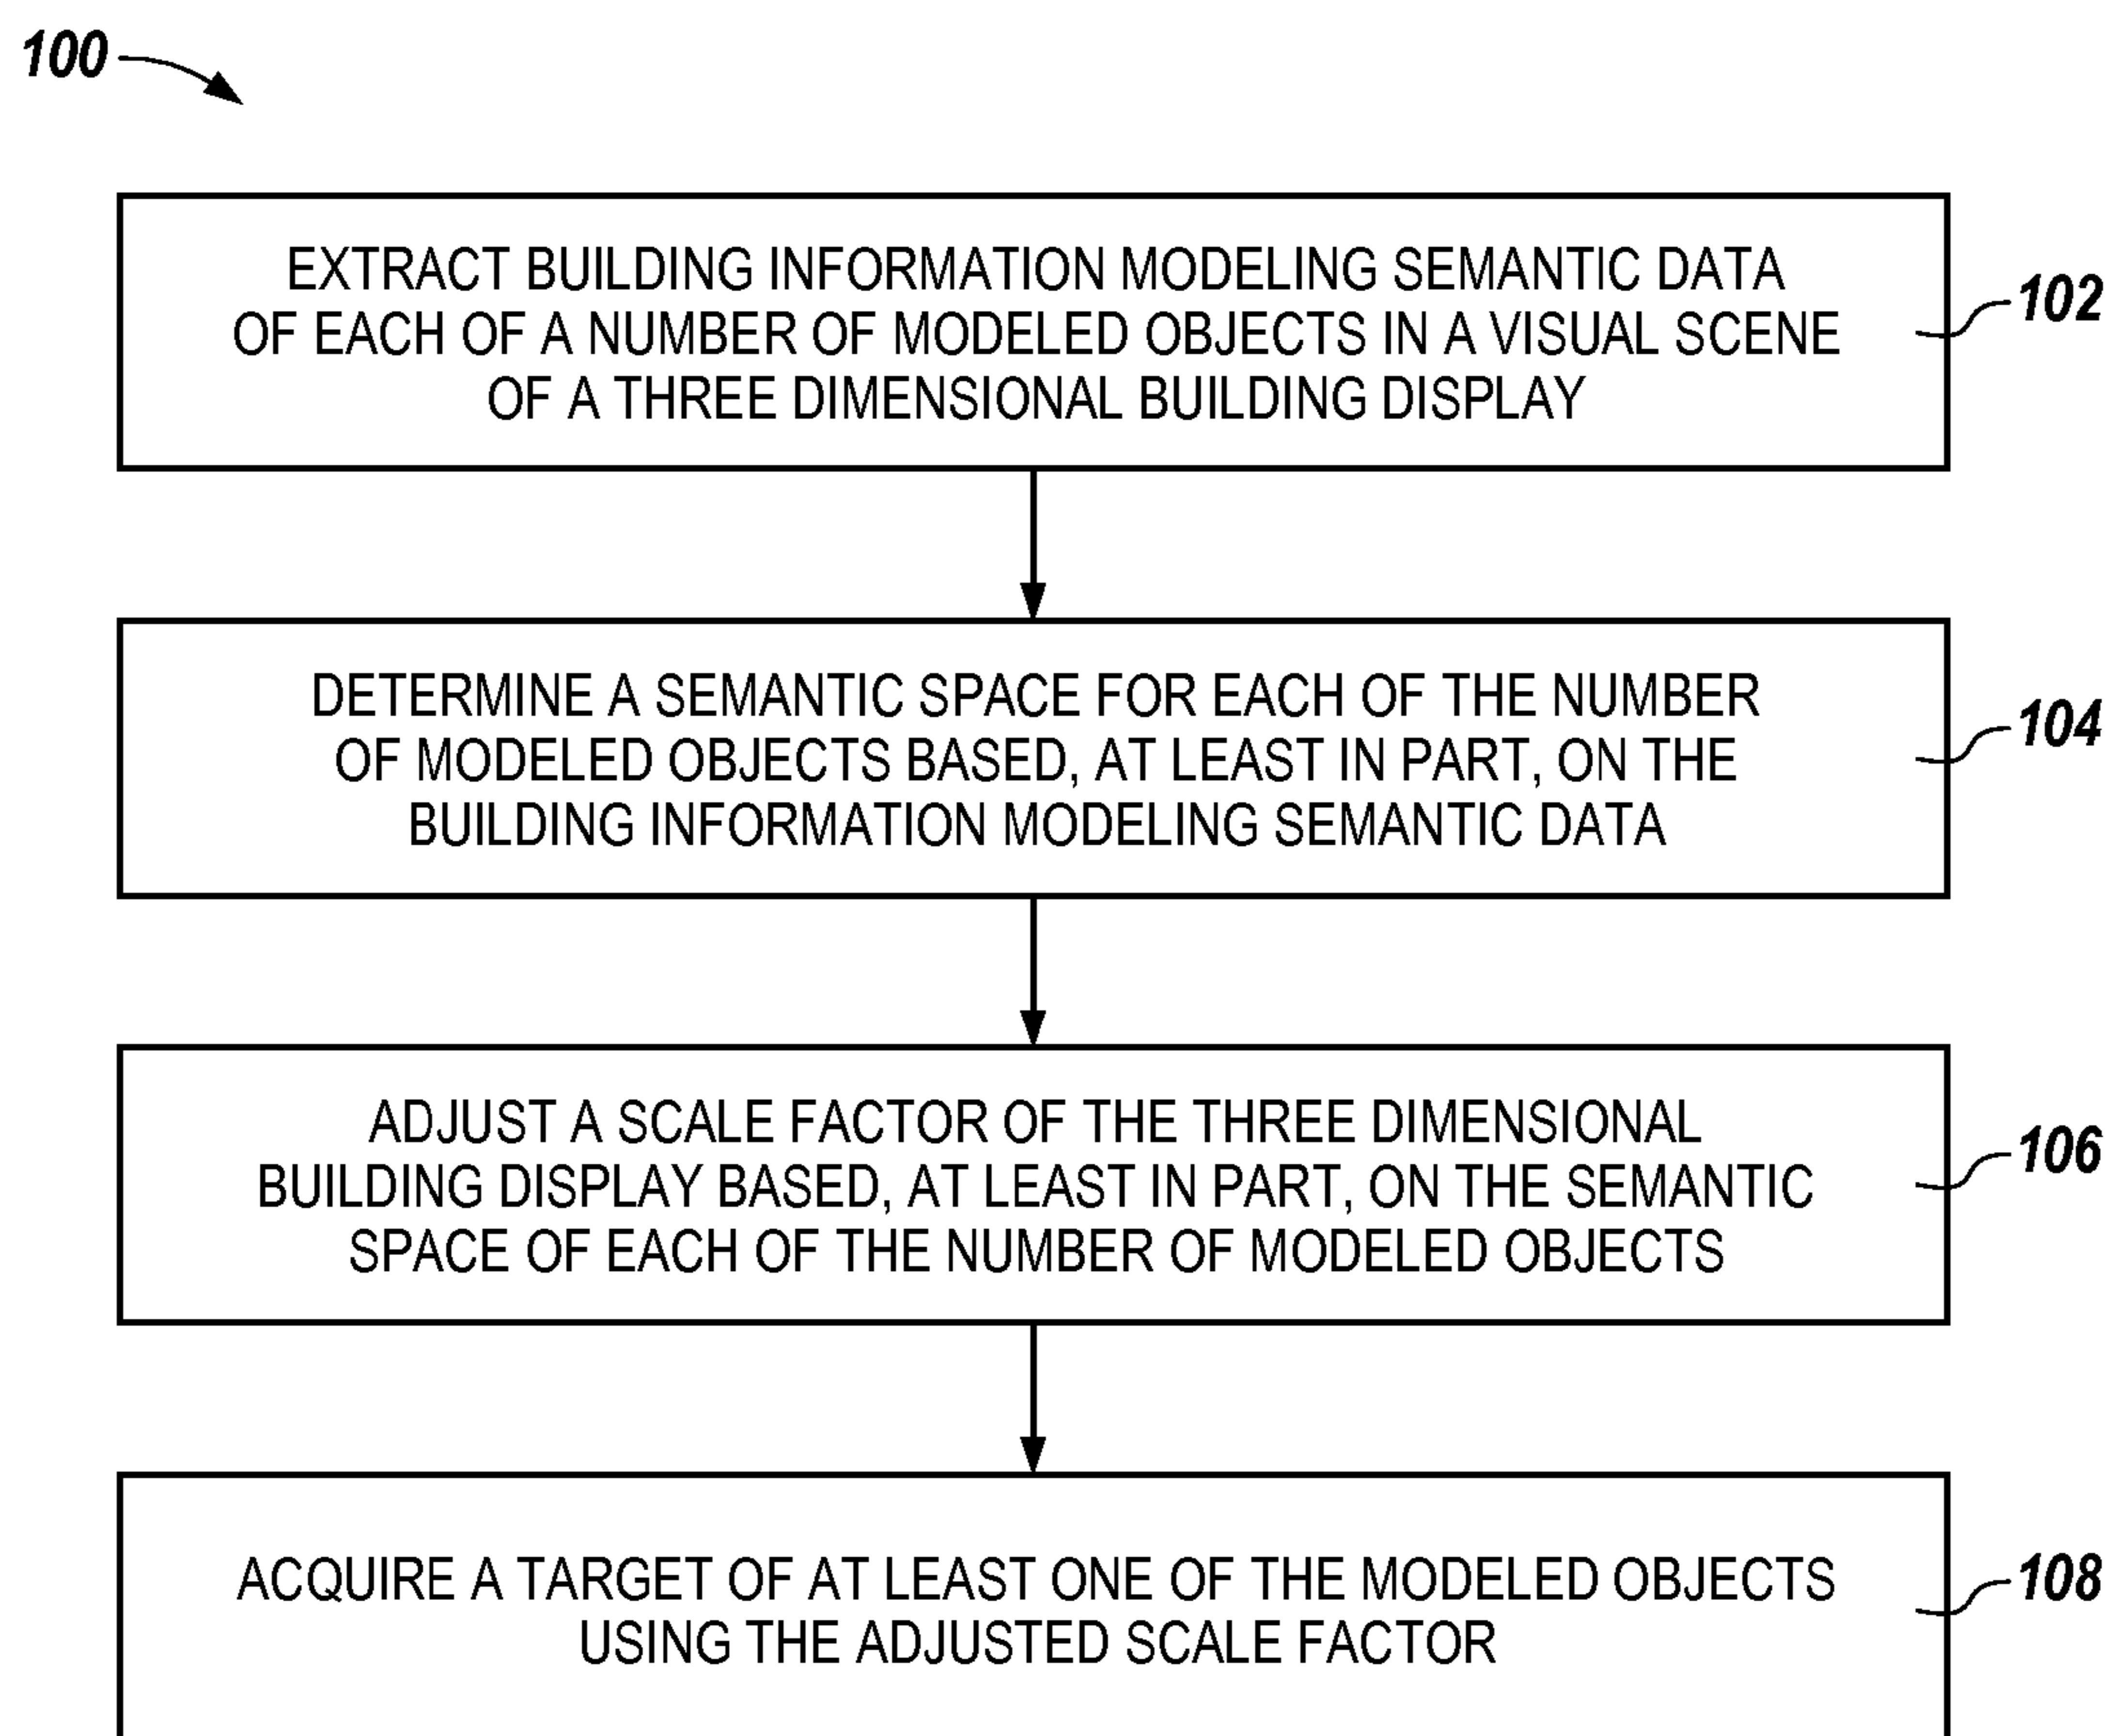 100
EXTRACT BUILDING INFORMATION MODELING SEMANTIC DATA
OF EACH OF A NUMBER OF MODELED OBJECTS IN A VISUAL SCENE
OF A THREE DIMENSIONAL BUILDING DISPLAY
102
DETERMINE A SEMANTIC SPACE FOR EACH OF THE NUMBER
OF MODELED OBJECTS BASED, AT LEAST IN PART, ON THE
BUILDING INFORMATION MODELING SEMANTIC DATA
104
ADJUST A SCALE FACTOR OF THE THREE DIMENSIONAL
BUILDING DISPLAY BASED, AT LEAST IN PART, ON THE SEMANTIC
SPACE OF EACH OF THE NUMBER OF MODELED OBJECTS
106
ACQUIRE A TARGET OF AT LEAST ONE OF THE MODELED OBJECTS
USING THE ADJUSTED SCALE FACTOR
108